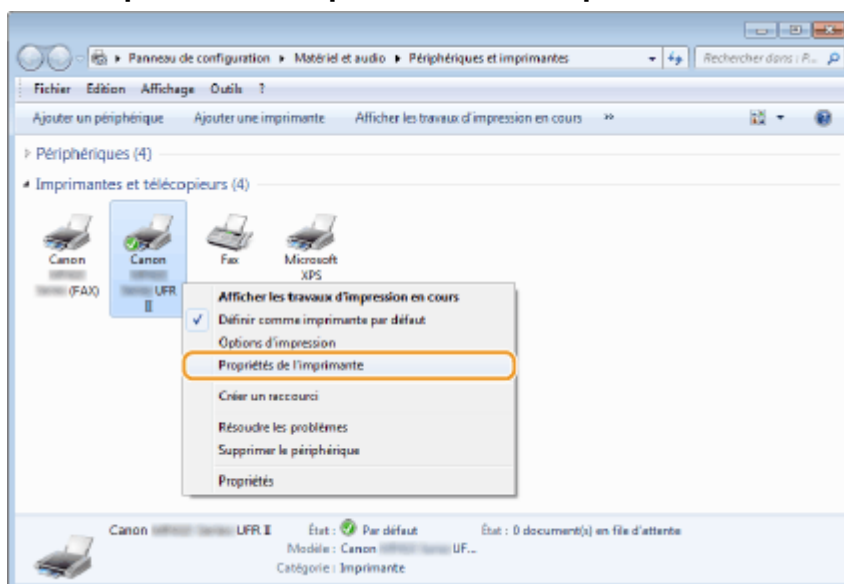 Panneau de configuration ▸ Matériel et audio ▸ Périphériques et imprimantes
Rechercher dans : P...
Fichier Edition Affichage Outils ?
Ajouter un périphérique Ajouter une imprimante Afficher les travaux d'impression en cours »
Périphériques (4)
Imprimantes et télécopieurs (4)
Canon (FAX)
Canon UFR II
Fax
Microsoft XPS
Afficher les travaux d'impression en cours
Définir comme imprimante par défaut
Options d'impression
Propriétés de l'imprimante
Créer un raccourci
Résoudre les problèmes
Supprimer le périphérique
Propriétés
Canon UFR II État : Par défaut État : 0 document(s) en file d'attente
Modèle : Canon UF...
Catégorie : Imprimante